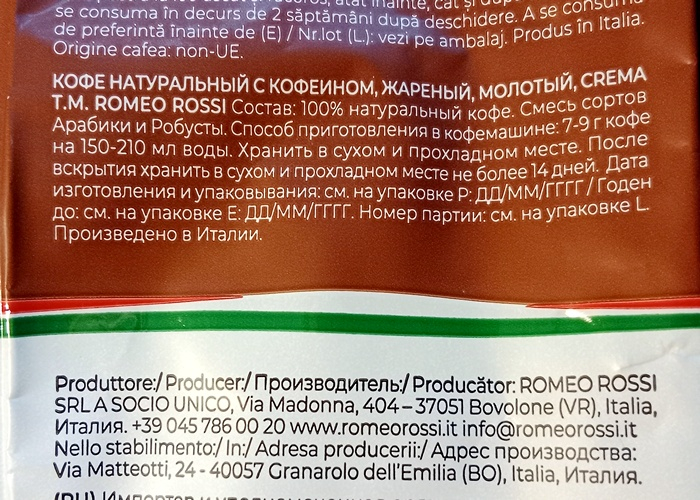 se consuma în decurs de 2 săptămâni după deschidere. A se consuma
de preferință înainte de (E) / Nr.lot (L.): vezi pe ambalaj. Produs în Italia.
Origine cafea: non-UE.
КОФЕ НАТУРАЛЬНЫЙ С КОФЕИНОМ, ЖАРЕНЫЙ, МОЛОТЫЙ, CREMA
T.M. ROMEO ROSSI Состав: 100% натуральный кофе. Смесь сортов
Арабики и Робусты. Способ приготовления в кофемашине: 7-9 г кофе
на 150-210 мл воды. Хранить в сухом и прохладном месте. После
вскрытия хранить в сухом и прохладном месте не более 14 дней. Дата
изготовления и упаковывания: см. на упаковке P: ДД/ММ/ГГГГ / Годен
до: см. на упаковке E: ДД/ММ/ГГГГ. Номер партии: см. на упаковке L.
Произведено в Италии.
Produttore:/ Producer:/ Производитель:/ Producător: ROMEO ROSSI
SRL A SOCIO UNICO, Via Madonna, 404 – 37051 Bovolone (VR), Italia,
Италия. +39 045 786 00 20 www.romeorossi.it info@romeorossi.it
Nello stabilimento:/ In:/ Adresa producerii:/ Адрес производства:
Via Matteotti, 24 - 40057 Granarolo dell'Emilia (BO), Italia, Италия.